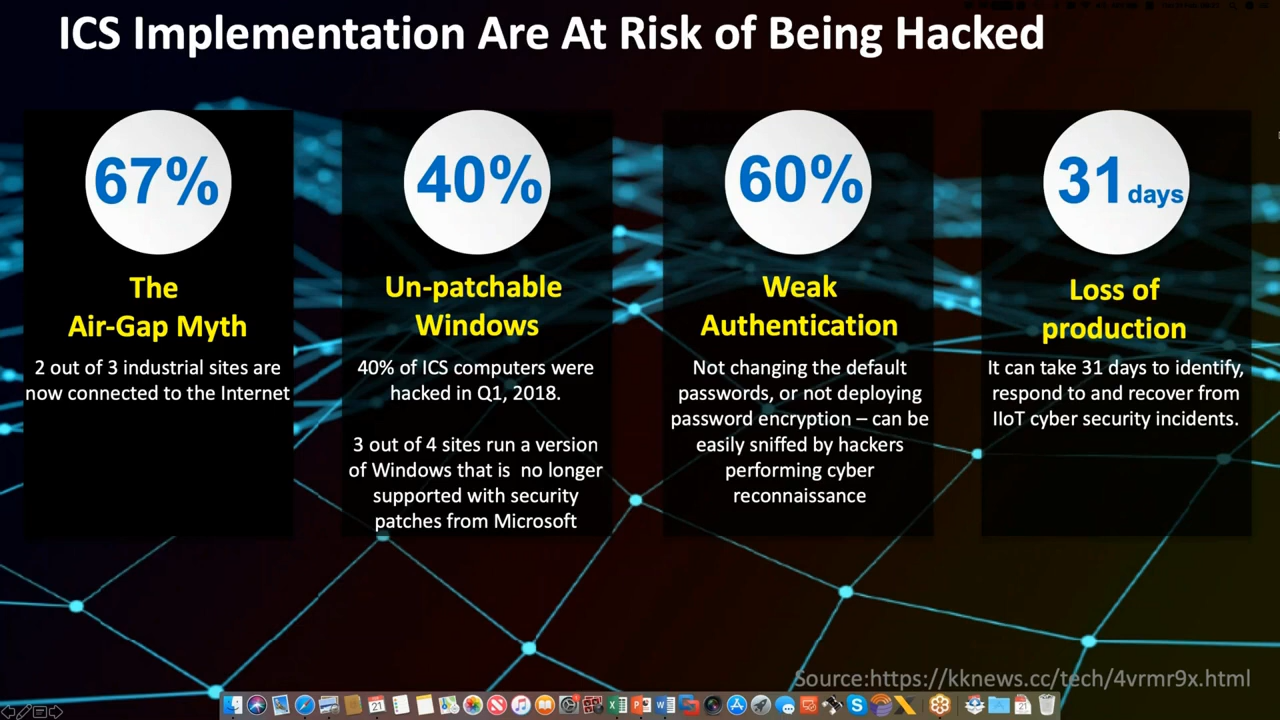 ICS Implementation Are At Risk of Being Hacked
67%
The
Air-Gap Myth
2 out of 3 industrial sites are
now connected to the Internet
40%
Un-patchable
Windows
40% of ICS computers were
hacked in Q1, 2018.
3 out of 4 sites run a version
of Windows that is no longer
supported with security
patches from Microsoft
60%
Weak
Authentication
Not changing the default
passwords, or not deploying
password encryption – can be
easily sniffed by hackers
performing cyber
reconnaissance
31 days
Loss of
production
It can take 31 days to identify,
respond to and recover from
IIoT cyber security incidents.
Source:https://kknews.cc/tech/4vrmr9x.html